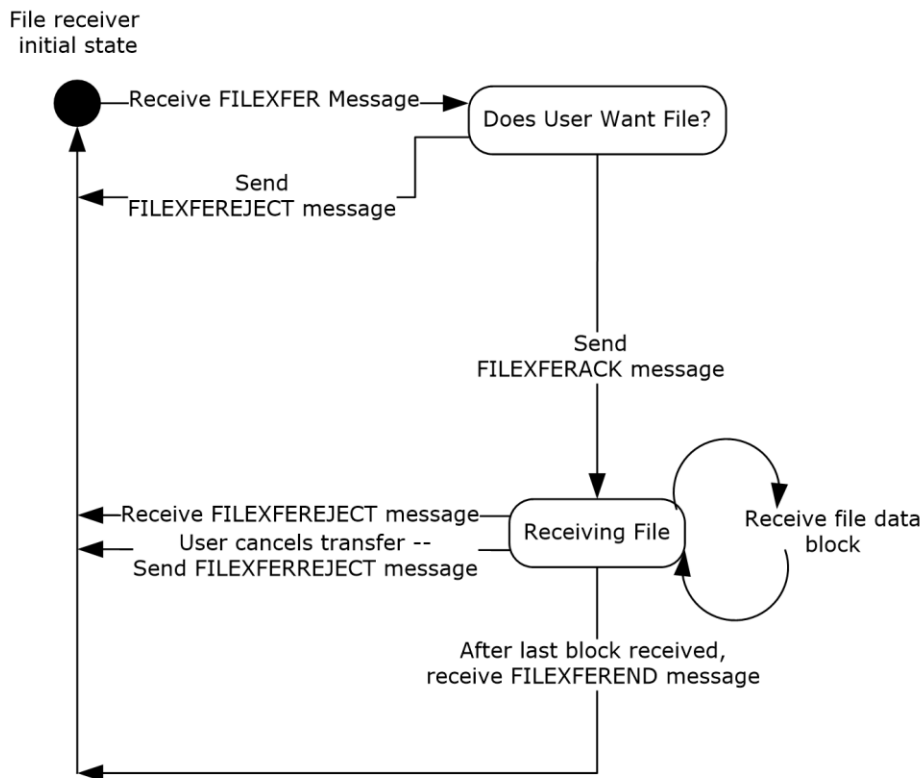 File receiver
initial state
Receive FILEXFER Message
Does User Want File?
Send
FILEXFEREJECT message
Send
FILEXFERACK message
Receive FILEXFEREJECT message
User cancels transfer --
Send FILEXFERREJECT message
Receiving File
Receive file data
block
After last block received,
receive FILEXFEREND message